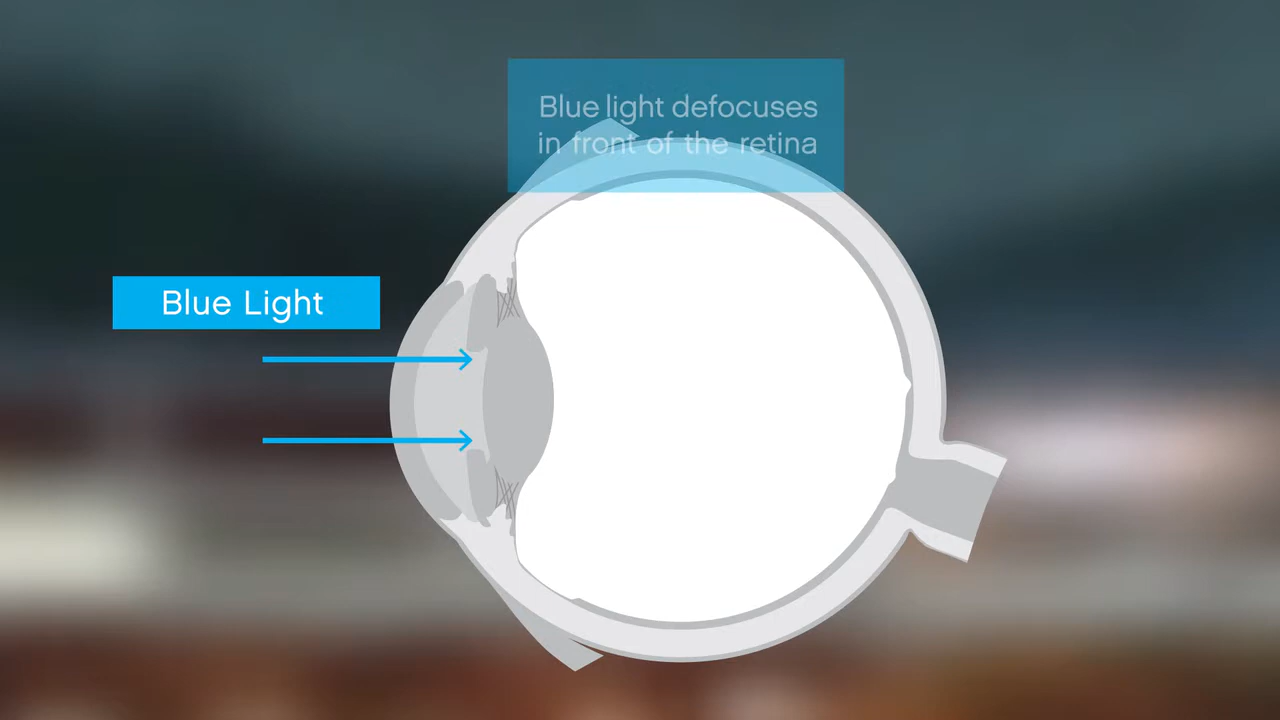 Blue light defocuses
in front of the retina
Blue Light